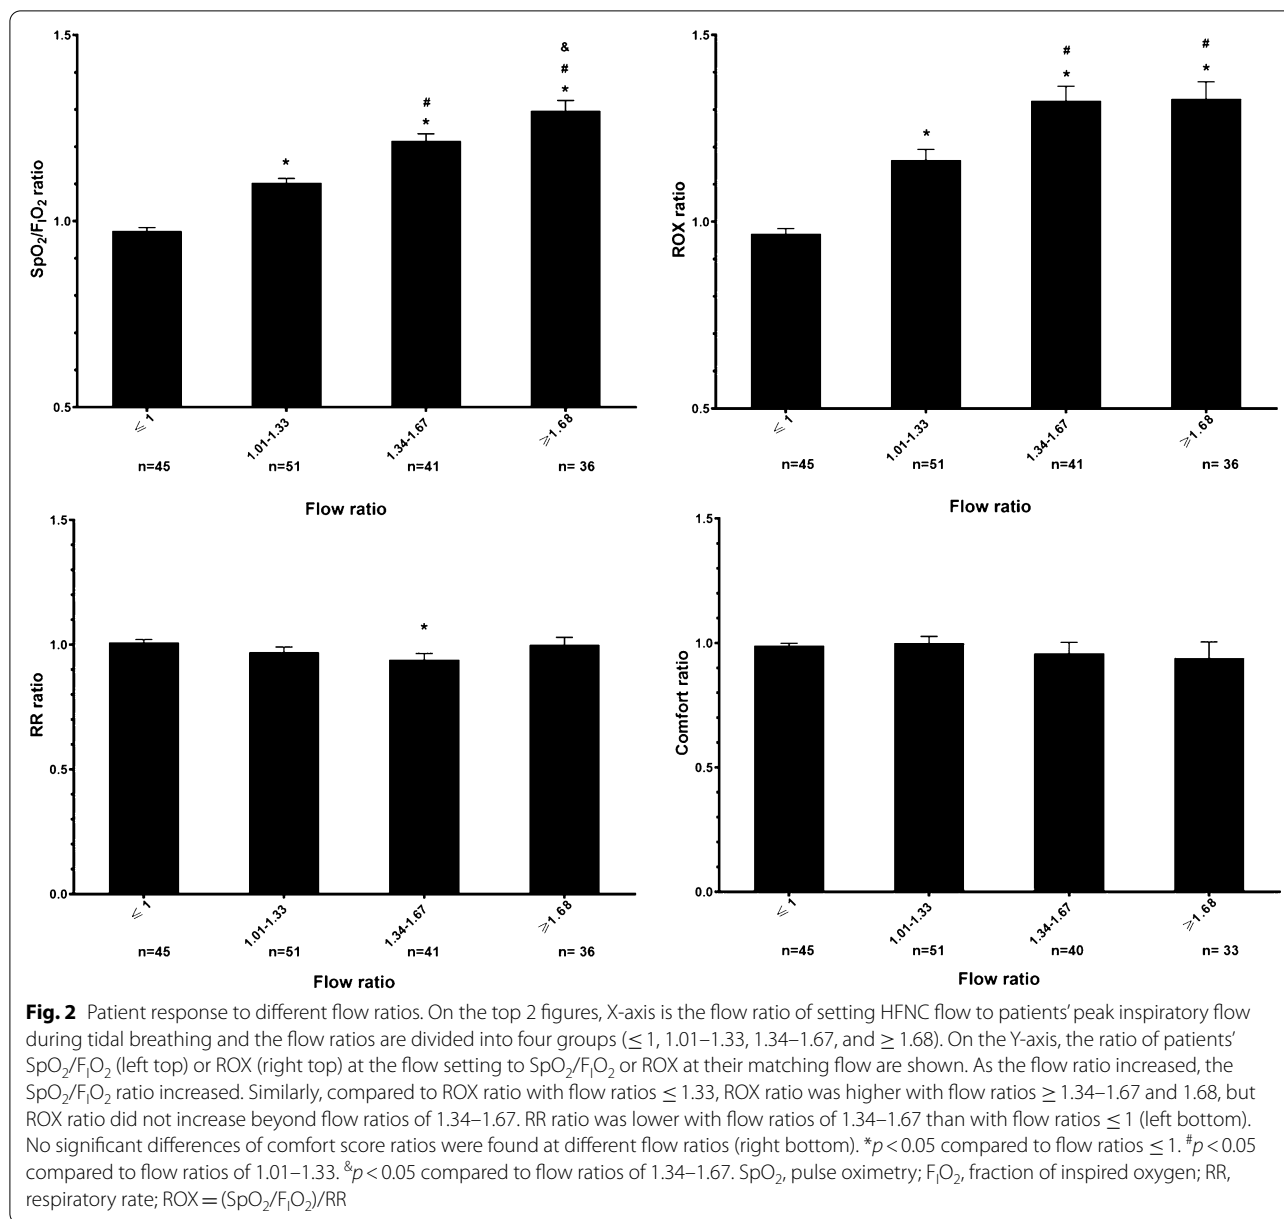 1.5
1.0
0.5
SpO₂/FᵢO₂ ratio
*
#
*
&
#
*
⩽ 1
1.01-1.33
1.34-1.67
⩾1.68
n=45
n=51
n=41
n= 36
Flow ratio
1.5
1.0
0.5
ROX ratio
*
#
*
#
*
⩽ 1
1.01-1.33
1.34-1.67
⩾1.68
n=45
n=51
n=41
n= 36
Flow ratio
1.5
1.0
0.5
0.0
RR ratio
*
⩽ 1
1.01-1.33
1.34-1.67
⩾1.68
n=45
n=51
n=41
n= 36
Flow ratio
1.5
1.0
0.5
0.0
Comfort ratio
⩽ 1
1.01-1.33
1.34-1.67
⩾1.68
n=45
n=51
n=40
n= 33
Flow ratio
Fig. 2 Patient response to different flow ratios. On the top 2 figures, X-axis is the flow ratio of setting HFNC flow to patients’ peak inspiratory flow
during tidal breathing and the flow ratios are divided into four groups (≤ 1, 1.01–1.33, 1.34–1.67, and ≥ 1.68). On the Y-axis, the ratio of patients’
SpO₂/FᵢO₂ (left top) or ROX (right top) at the flow setting to SpO₂/FᵢO₂ or ROX at their matching flow are shown. As the flow ratio increased, the
SpO₂/FᵢO₂ ratio increased. Similarly, compared to ROX ratio with flow ratios ≤ 1.33, ROX ratio was higher with flow ratios ≥ 1.34–1.67 and 1.68, but
ROX ratio did not increase beyond flow ratios of 1.34–1.67. RR ratio was lower with flow ratios of 1.34–1.67 than with flow ratios ≤ 1 (left bottom).
No significant differences of comfort score ratios were found at different flow ratios (right bottom). *p < 0.05 compared to flow ratios ≤ 1. #p < 0.05
compared to flow ratios of 1.01–1.33. &p < 0.05 compared to flow ratios of 1.34–1.67. SpO₂, pulse oximetry; FᵢO₂, fraction of inspired oxygen; RR,
respiratory rate; ROX = (SpO₂/FᵢO₂)/RR